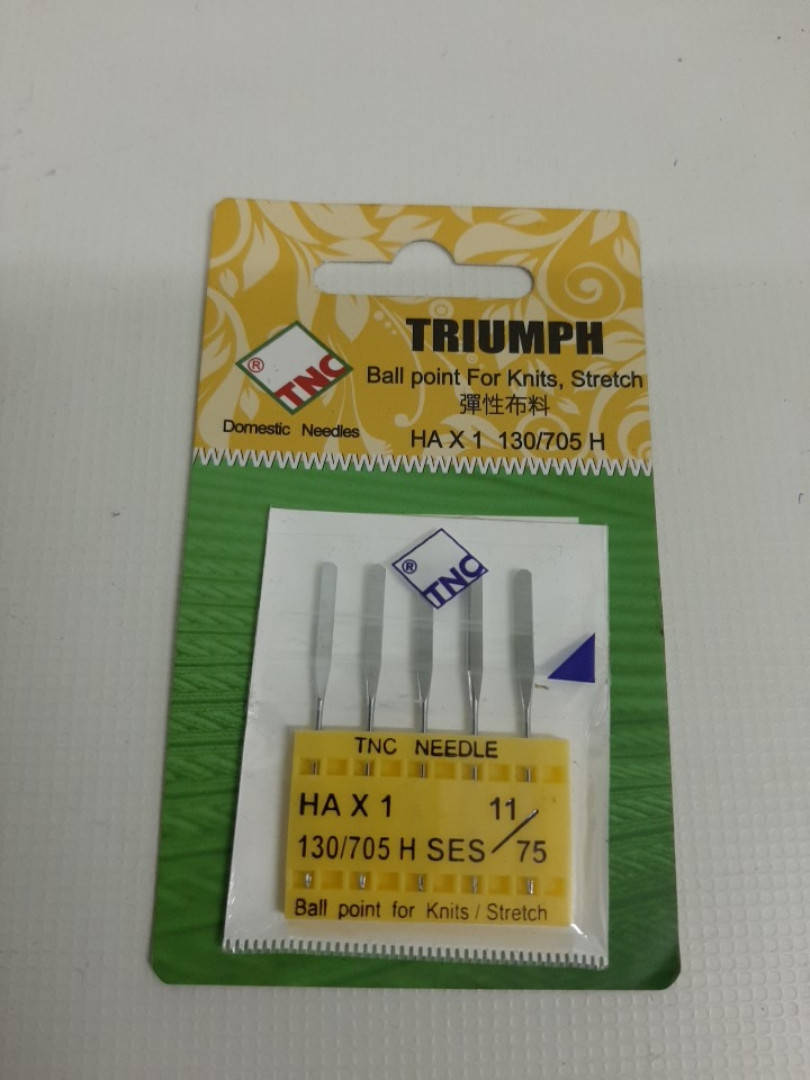 TRIUMPH
® TNC
Ball point For Knits, Stretch
彈性布料
Domestic Needles
HA X 1 130/705 H
® TNC
TNC NEEDLE
HA X 1 11
130/705 H SES / 75
Ball point for Knits / Stretch